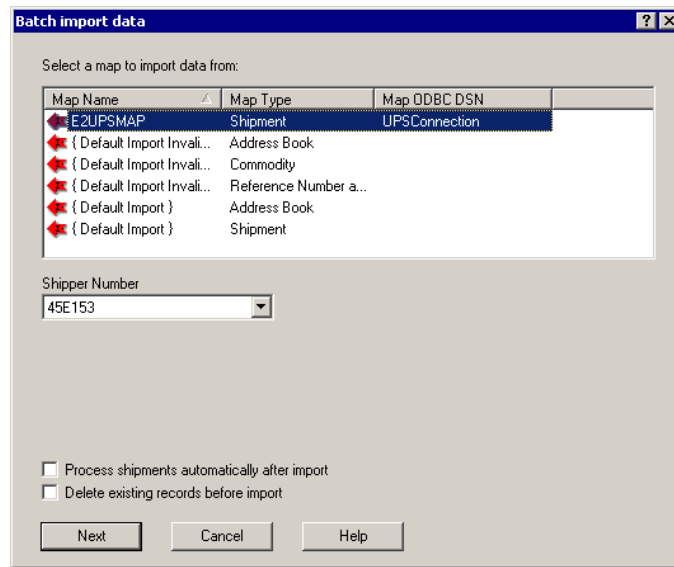 Batch import data
Select a map to import data from:
Map Name Map Type Map ODBC DSN
E2UPSMAP Shipment UPSConnection
{ Default Import Invali... Address Book
{ Default Import Invali... Commodity
{ Default Import Invali... Reference Number a...
{ Default Import } Address Book
{ Default Import } Shipment
Shipper Number
45E153
Process shipments automatically after import
Delete existing records before import
Next Cancel Help